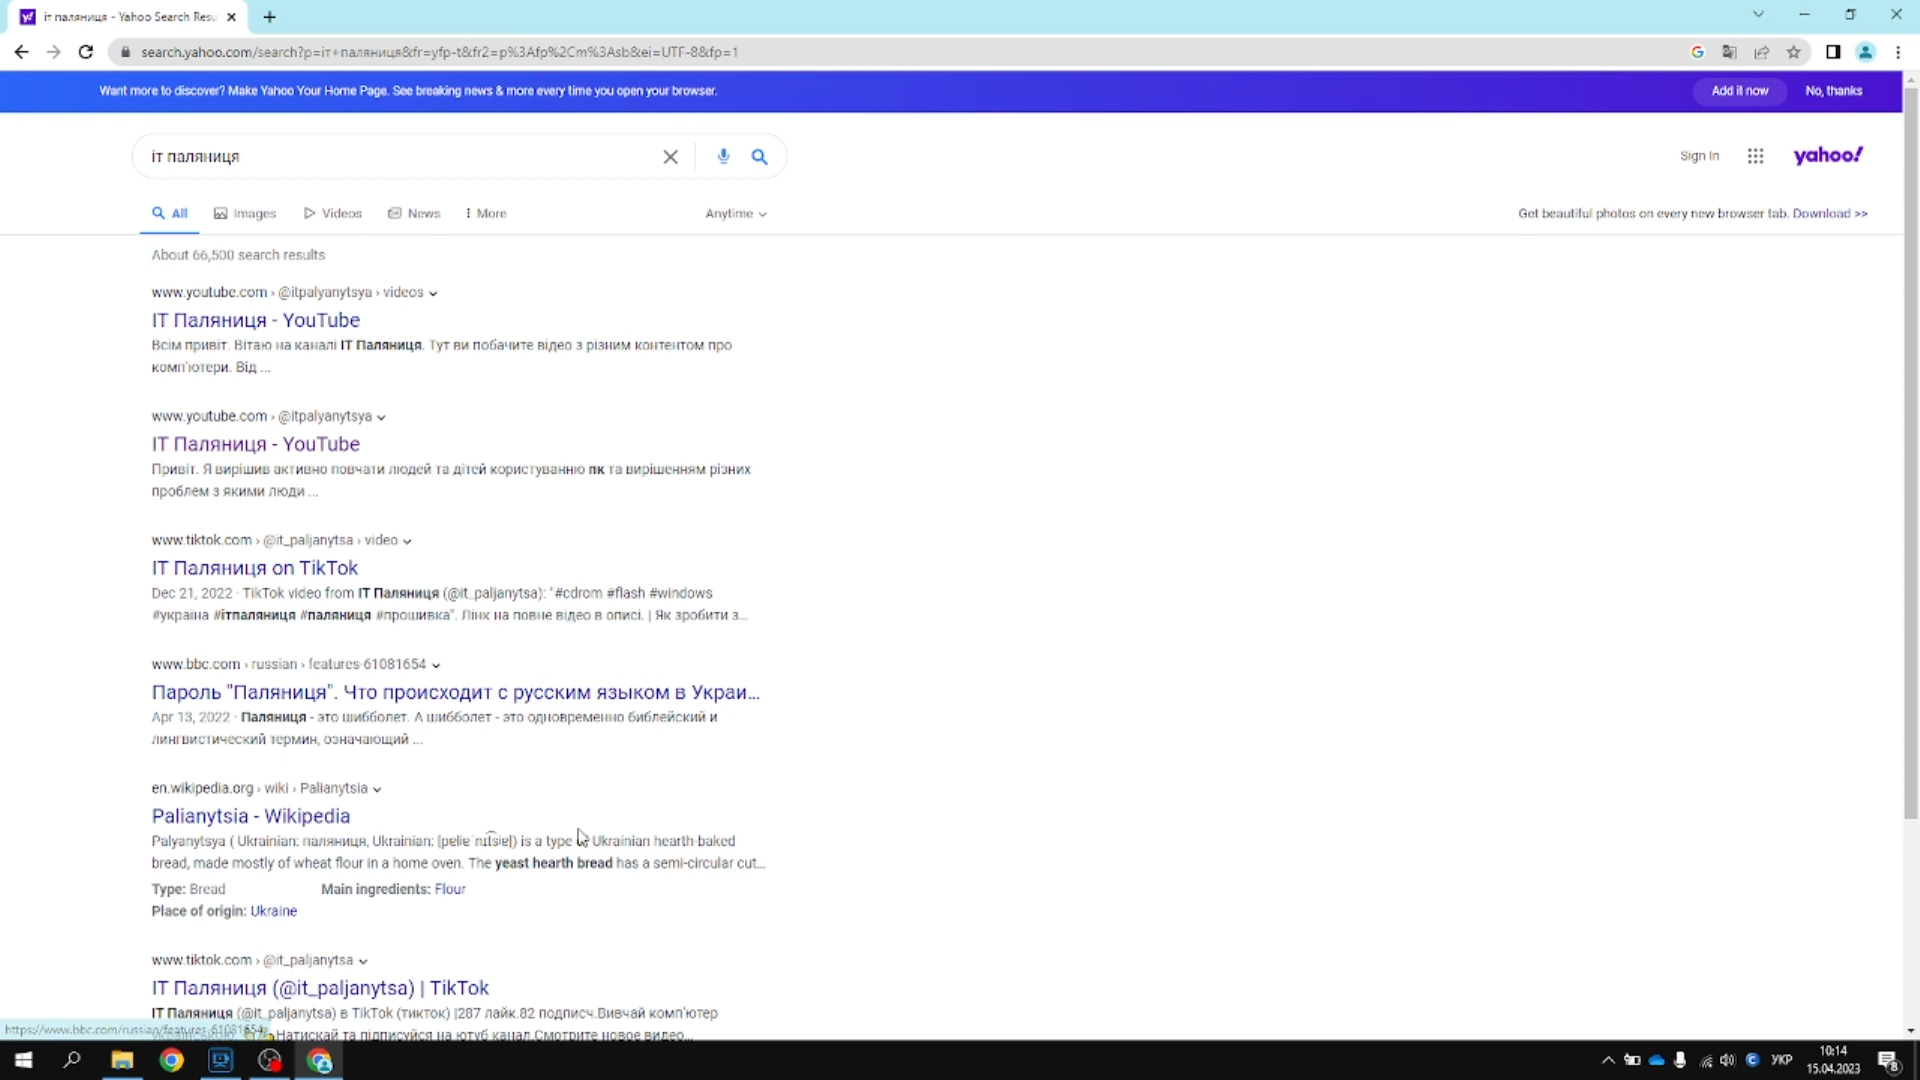 іт паляниця - Yahoo Search Resu
search.yahoo.com/search?p=іт+паляниця&fr=yfp-t&fr2=p%3Afp%2Cm%3Asb&ei=UTF-8&fp=1
Want more to discover? Make Yahoo Your Home Page. See breaking news & more every time you open your browser.
Add it now
No, thanks
іт паляниця
Sign In
yahoo!
All
Images
Videos
News
More
Anytime
Get beautiful photos on every new browser tab. Download >>
About 66,500 search results
www.youtube.com › @itpalyanytsya › videos
ІТ Паляниця - YouTube
Всім привіт. Вітаю на каналі ІТ Паляниця. Тут ви побачите відео з різним контентом про
комп'ютери. Від ...
www.youtube.com › @itpalyanytsya
ІТ Паляниця - YouTube
Привіт. Я вирішив активно повчати людей та дітей користуванню пк та вирішенням різних
проблем з якими люди ...
www.tiktok.com › @it_paljanytsa › video
ІТ Паляниця on TikTok
Dec 21, 2022 · TikTok video from ІТ Паляниця (@it_paljanytsa): "#cdrom #flash #windows
#україна #ітпаляниця #паляниця #прошивка". Лінк на повне відео в описі. | Як зробити з...
www.bbc.com › russian › features-61081654
Пароль "Паляниця". Что происходит с русским языком в Украи...
Apr 13, 2022 · Паляниця - это шибболет. А шибболет - это одновременно библейский и
лингвистический термин, означающий ...
en.wikipedia.org › wiki › Palianytsia
Palianytsia - Wikipedia
Palyanytsya ( Ukrainian: паляниця, Ukrainian: [pɐlʲɐˈnɪt͡sʲɐ]) is a type Ukrainian hearth-baked
bread, made mostly of wheat flour in a home oven. The yeast hearth bread has a semi-circular cut...
Type: Bread
Main ingredients: Flour
Place of origin: Ukraine
www.tiktok.com › @it_paljanytsa
ІТ Паляниця (@it_paljanytsa) | TikTok
ІТ Паляниця (@it_paljanytsa) в TikTok (тикток) |287 лайк.82 подписч.Вивчай комп'ютер
Натискай та підписуйся на ютуб канал.Смотрите новое видео...
https://www.bbc.com/russian/features-61081654
УКР
10:14
15.04.2023
8